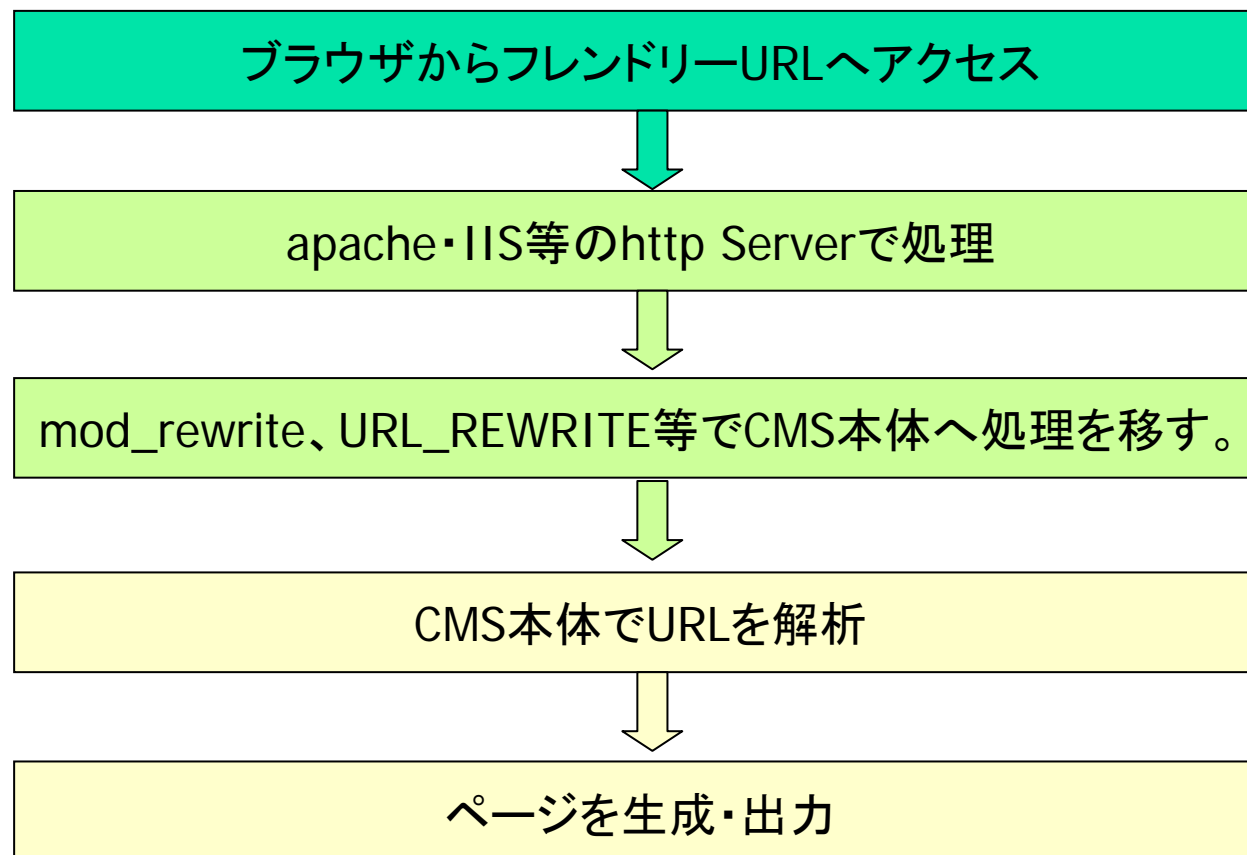 ブラウザからフレンドリーURLへアクセス
apache・IIS等のhttp Serverで処理
mod_rewrite、URL_REWRITE等でCMS本体へ処理を移す。
CMS本体でURLを解析
ページを生成・出力